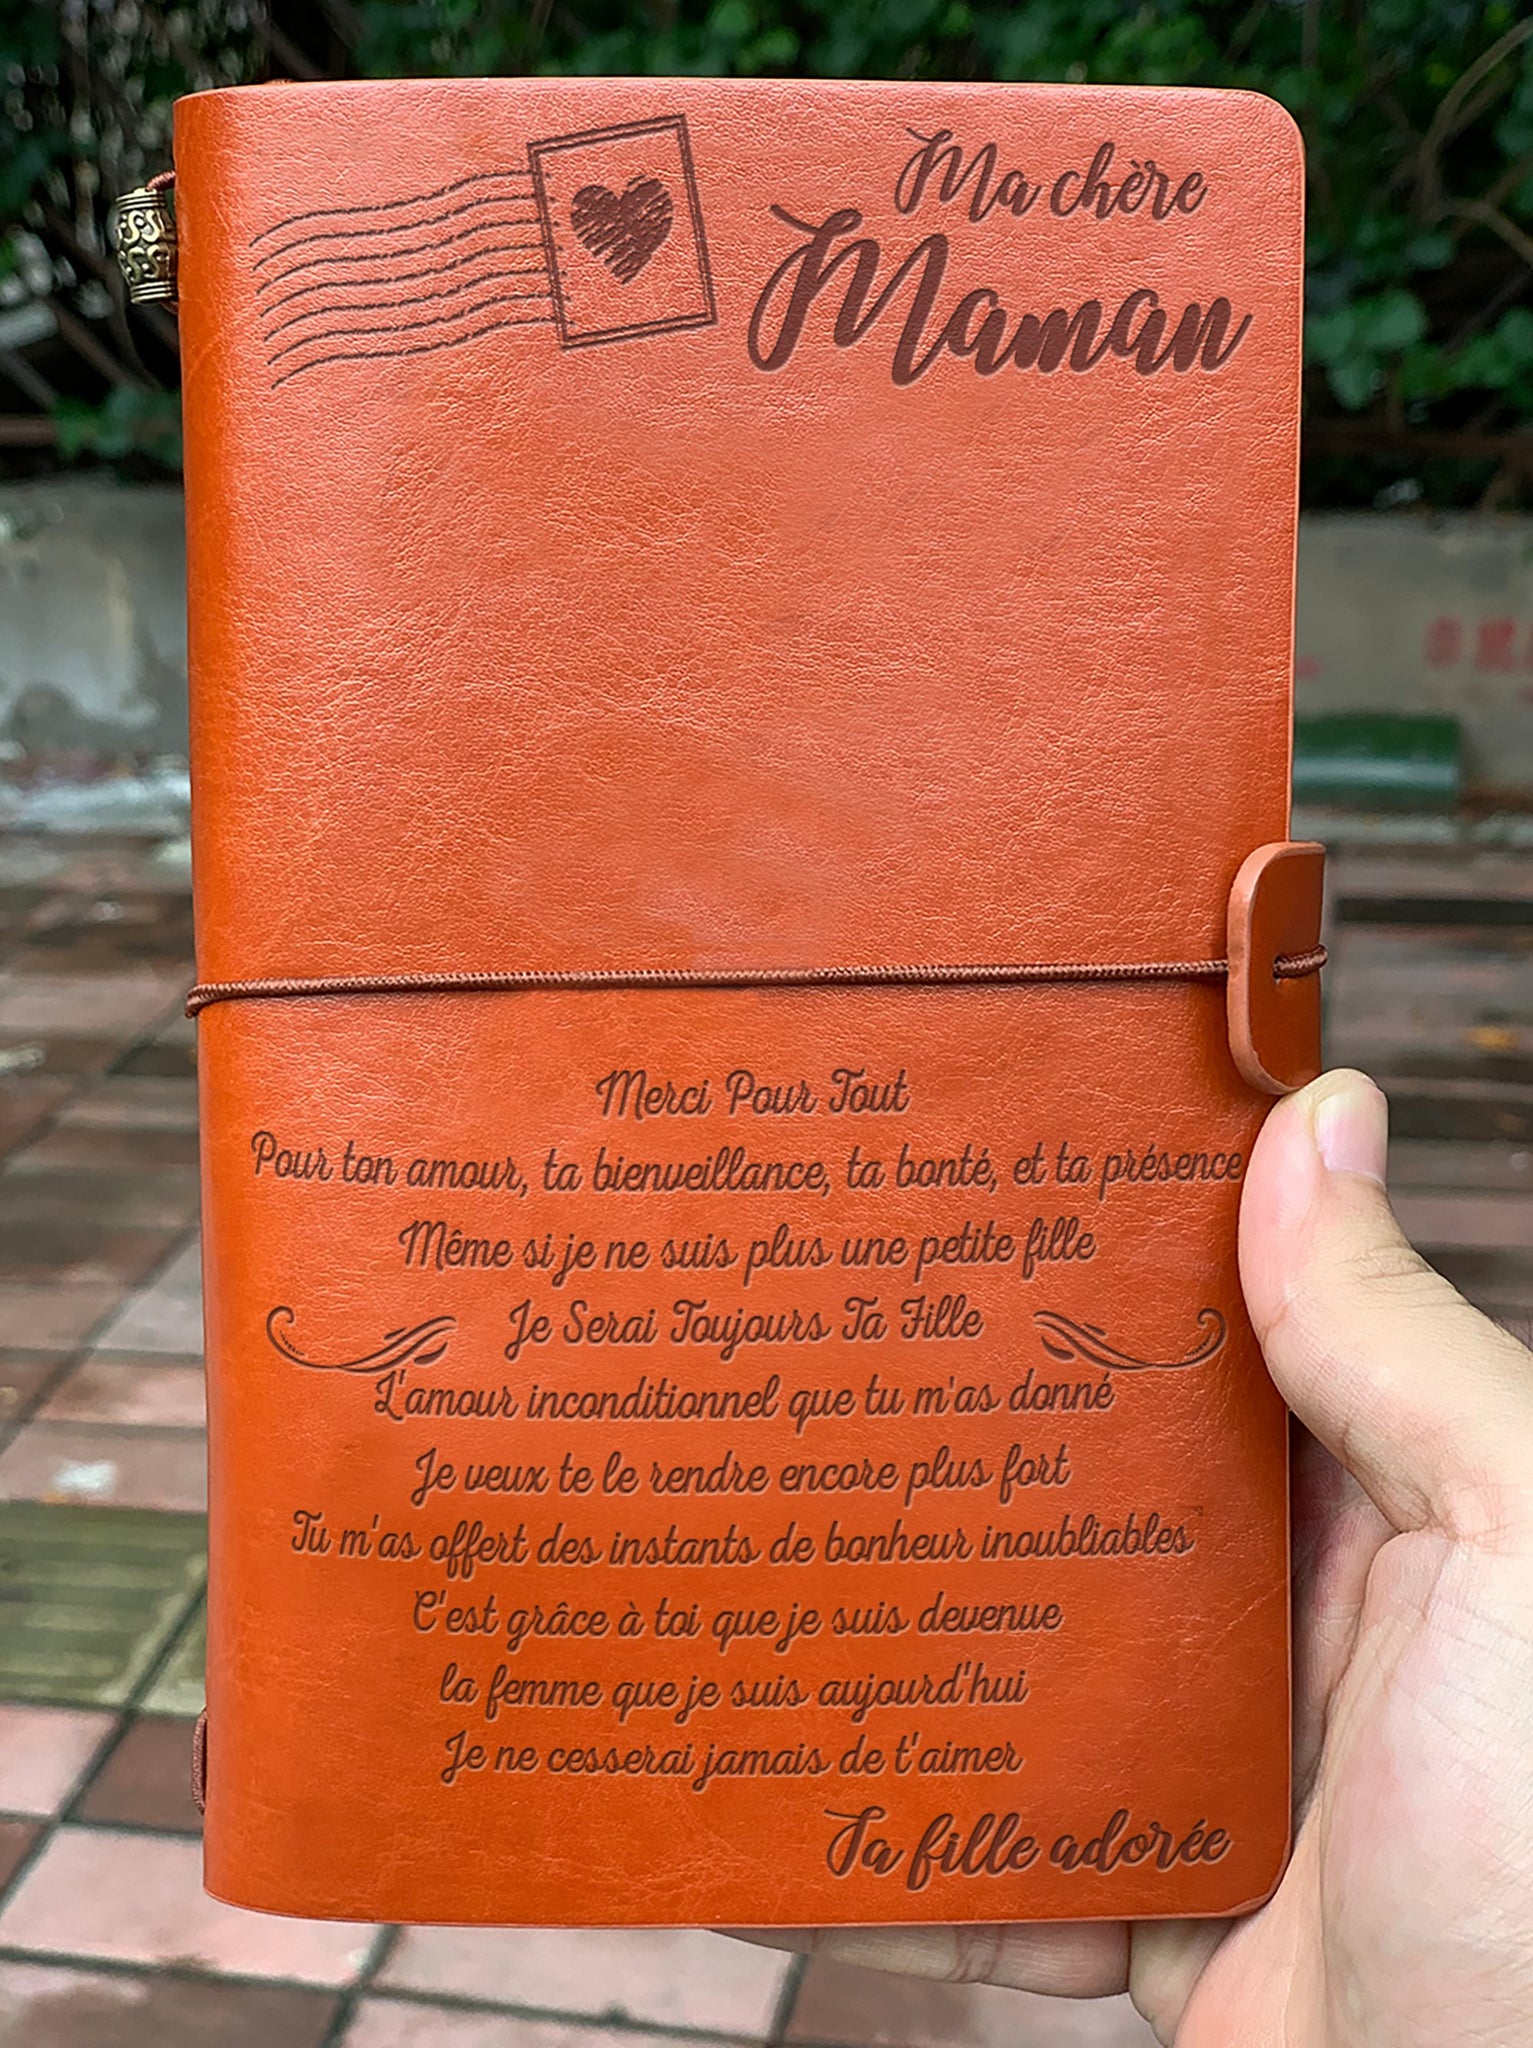 Ma chère
Maman
Merci Pour Tout
Pour ton amour, ta bienveillance, ta bonté, et ta présence
Même si je ne suis plus une petite fille
Je Serai Toujours Ta Fille
L'amour inconditionnel que tu m'as donné
Je veux te le rendre encore plus fort
Tu m'as offert des instants de bonheur inoubliables
C'est grâce à toi que je suis devenue
la femme que je suis aujourd'hui
Je ne cesserai jamais de t'aimer
Ta fille adorée